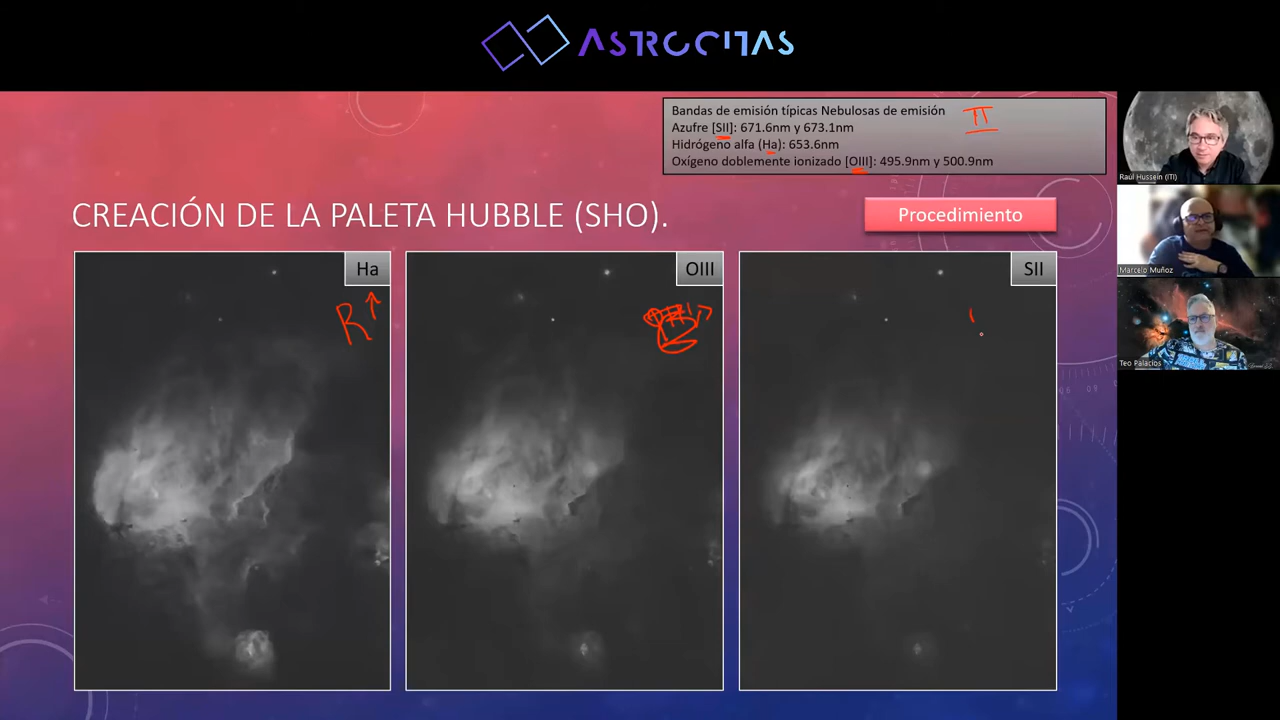 ASTROCITAS
Bandas de emisión típicas Nebulosas de emisión
Azufre [SII]: 671.6nm y 673.1nm
Hidrógeno alfa (Ha): 653.6nm
Oxígeno doblemente ionizado [OIII]: 495.9nm y 500.9nm
CREACIÓN DE LA PALETA HUBBLE (SHO).
Procedimiento
Ha
OIII
SII
R
Raúl Hussein (ITI)
Marcelo Muñoz
Teo Palacios